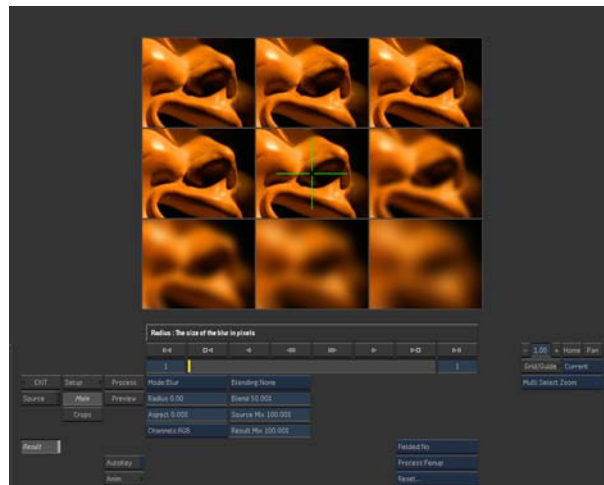 Radius : The size of the blur in pixels
1 1
- 1.00 + Home Pan
Grid/Guide Current
EXIT Setup Process Mode:Blur Blending:None
Multi Select Zoom
Source Main Preview Radius 0.00 Blend 50.00%
Crops Aspect 0.00% Source Mix 100.00%
Channels:RGB Result Mix 100.00%
Result Fielded:No
AutoKey
Anim Reset...